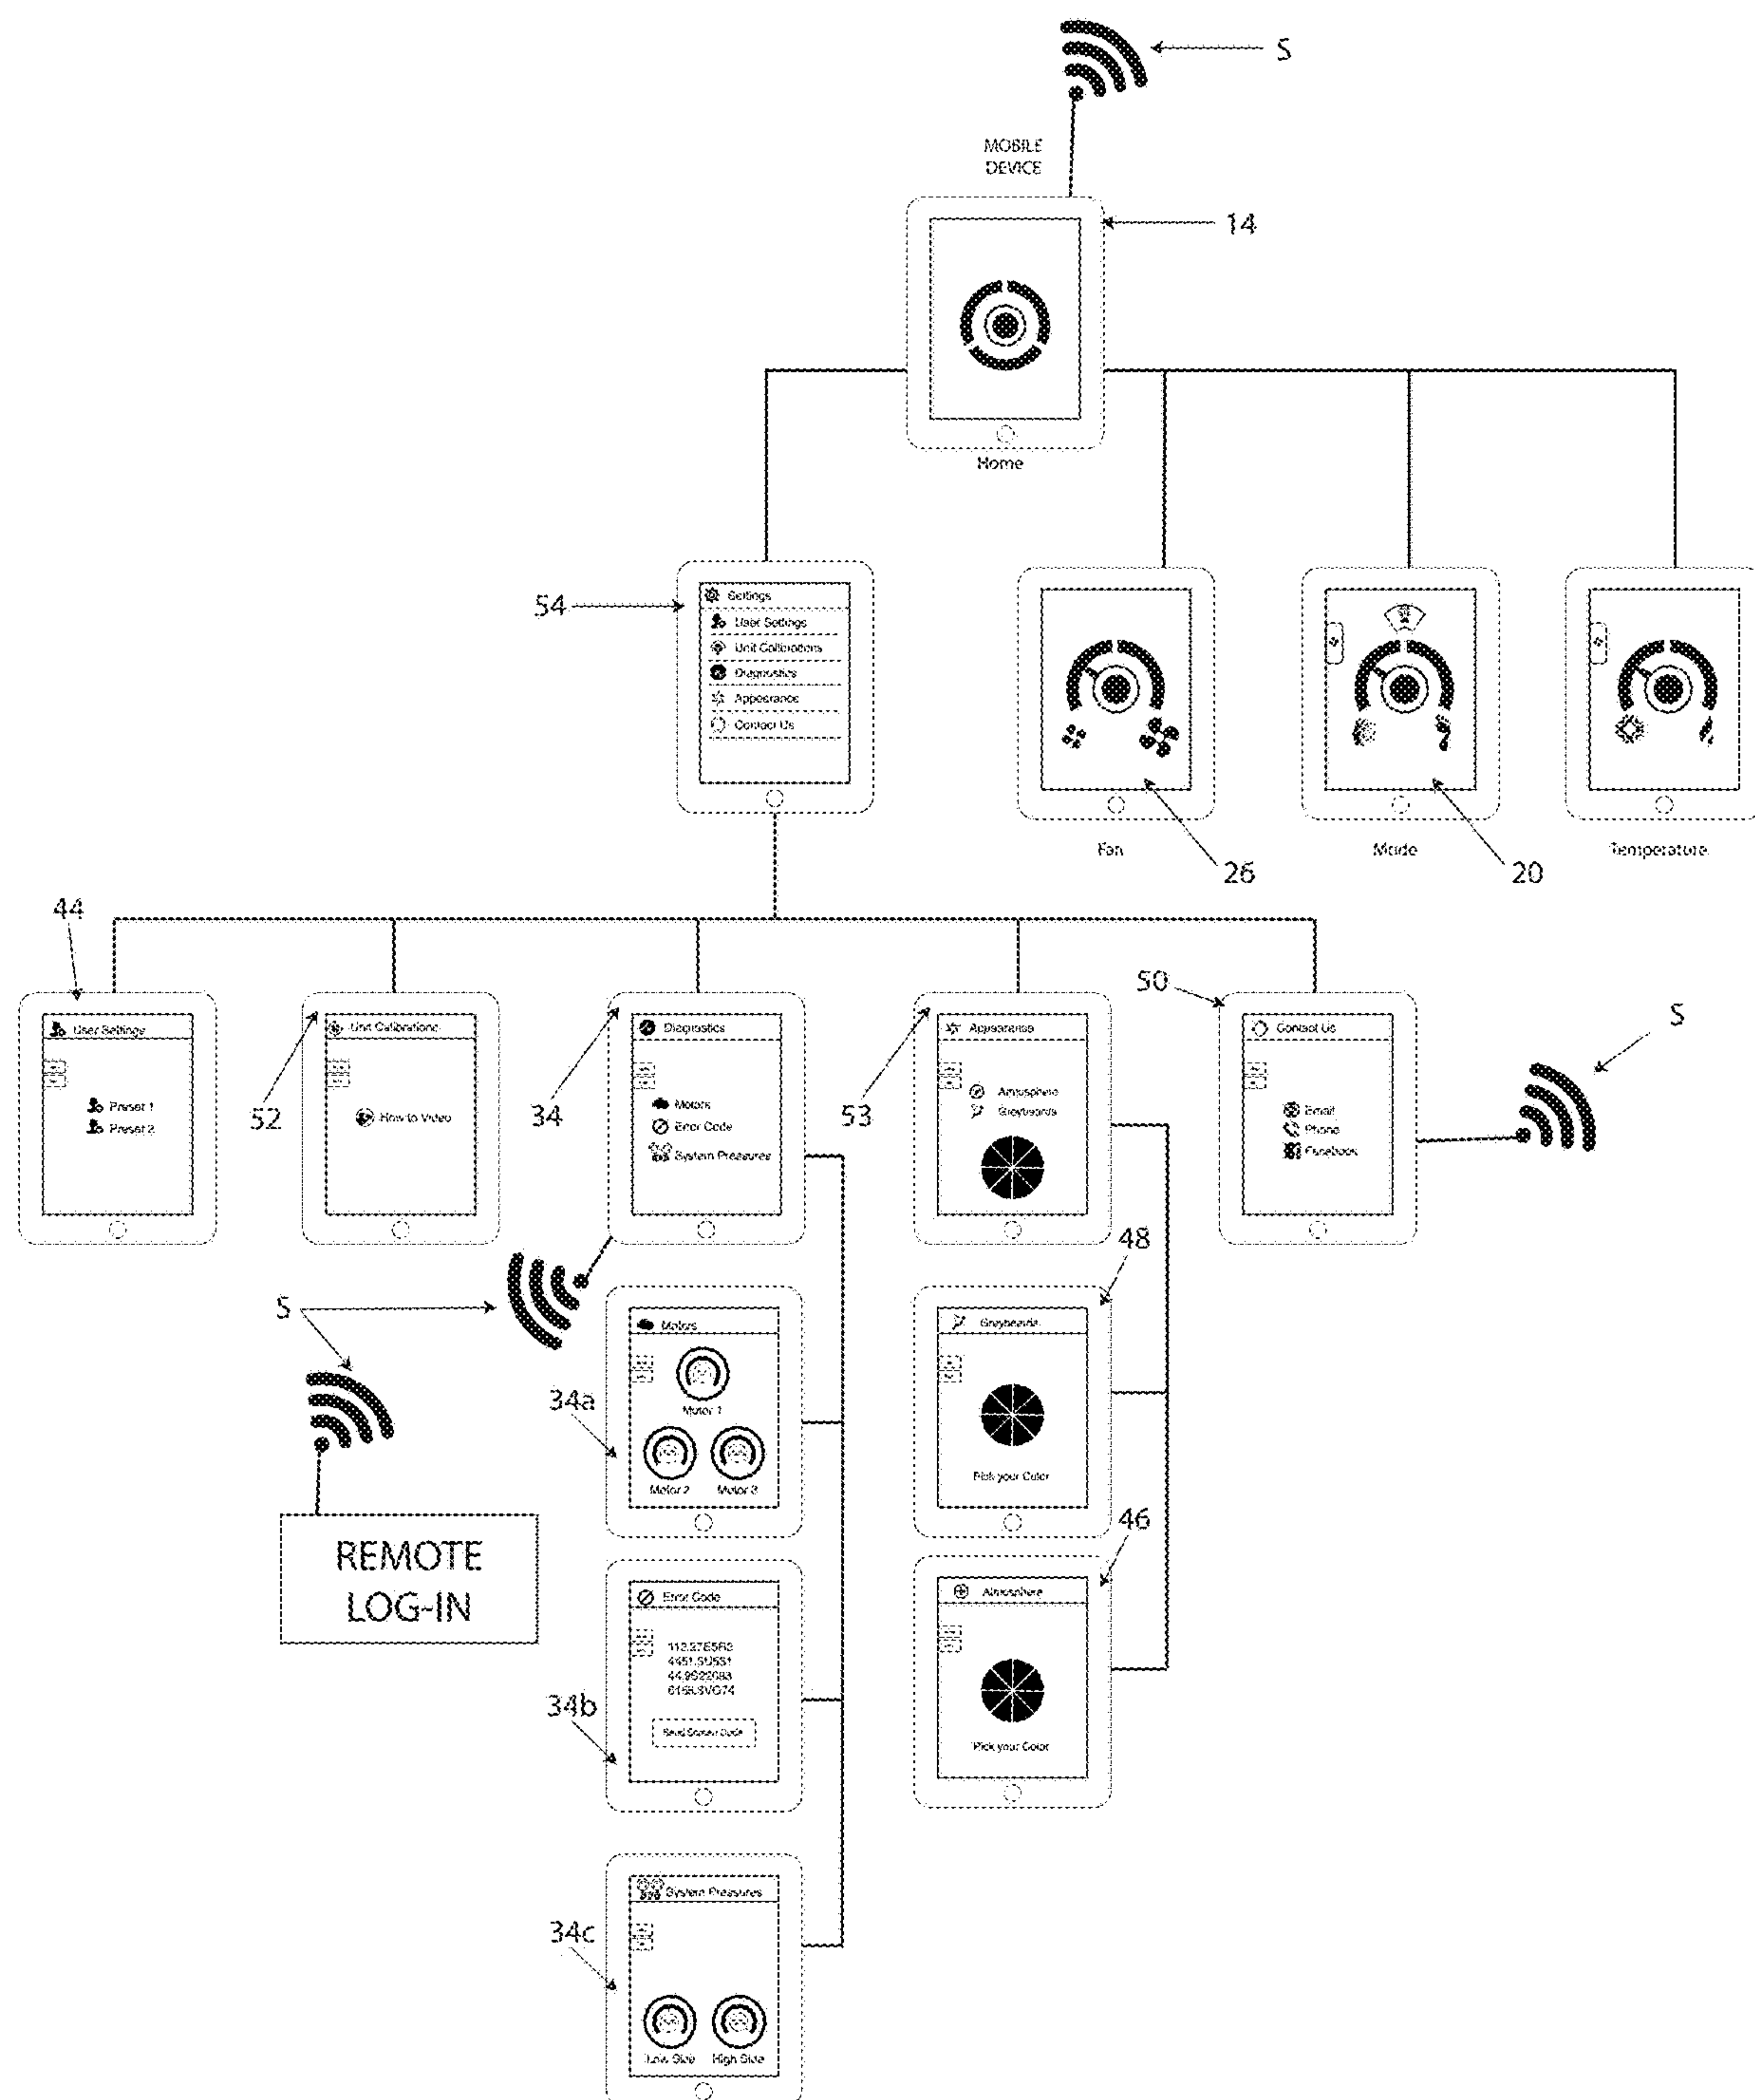 S
MOBILE
DEVICE
14
Home
54
Settings
User Settings
Unit Calibrations
Diagnostics
Appearance
Contact Us
Fan
26
Mode
20
Temperature
44
User Settings
Preset 1
Preset 2
52
Unit Calibrations
How to Video
34
Diagnostics
Motors
Error Code
System Pressures
53
Appearance
Atmosphere
Greybeards
50
Contact Us
Email
Phone
Facebook
S
S
34a
Motors
Motor 1
Motor 2
Motor 3
48
Greybeards
Pick your Color
REMOTE
LOG-IN
34b
Error Code
46
Atmosphere
Pick your Color
34c
System Pressures
Low Side
High Side